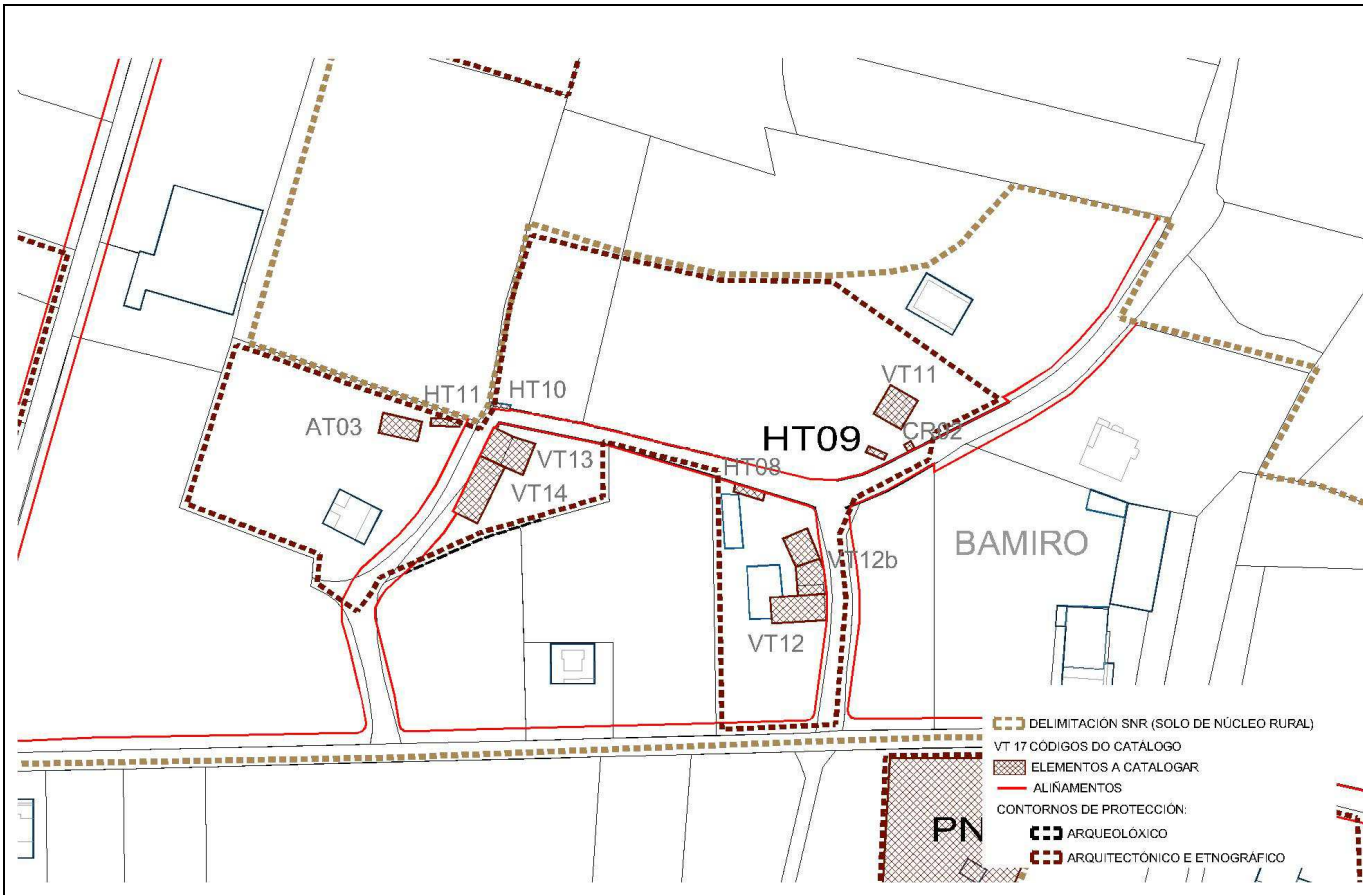 VT11
HT11
HT10
AT03
HT09
CR02
VT13
HT08
VT14
BAMIRO
VT12b
VT12
DELIMITACIÓN SNR (SOLO DE NÚCLEO RURAL)
VT 17 CÓDIGOS DO CATÁLOGO
ELEMENTOS A CATALOGAR
ALIÑAMENTOS
CONTORNOS DE PROTECCIÓN:
PN
ARQUEOLÓXICO
ARQUITECTÓNICO E ETNOGRÁFICO